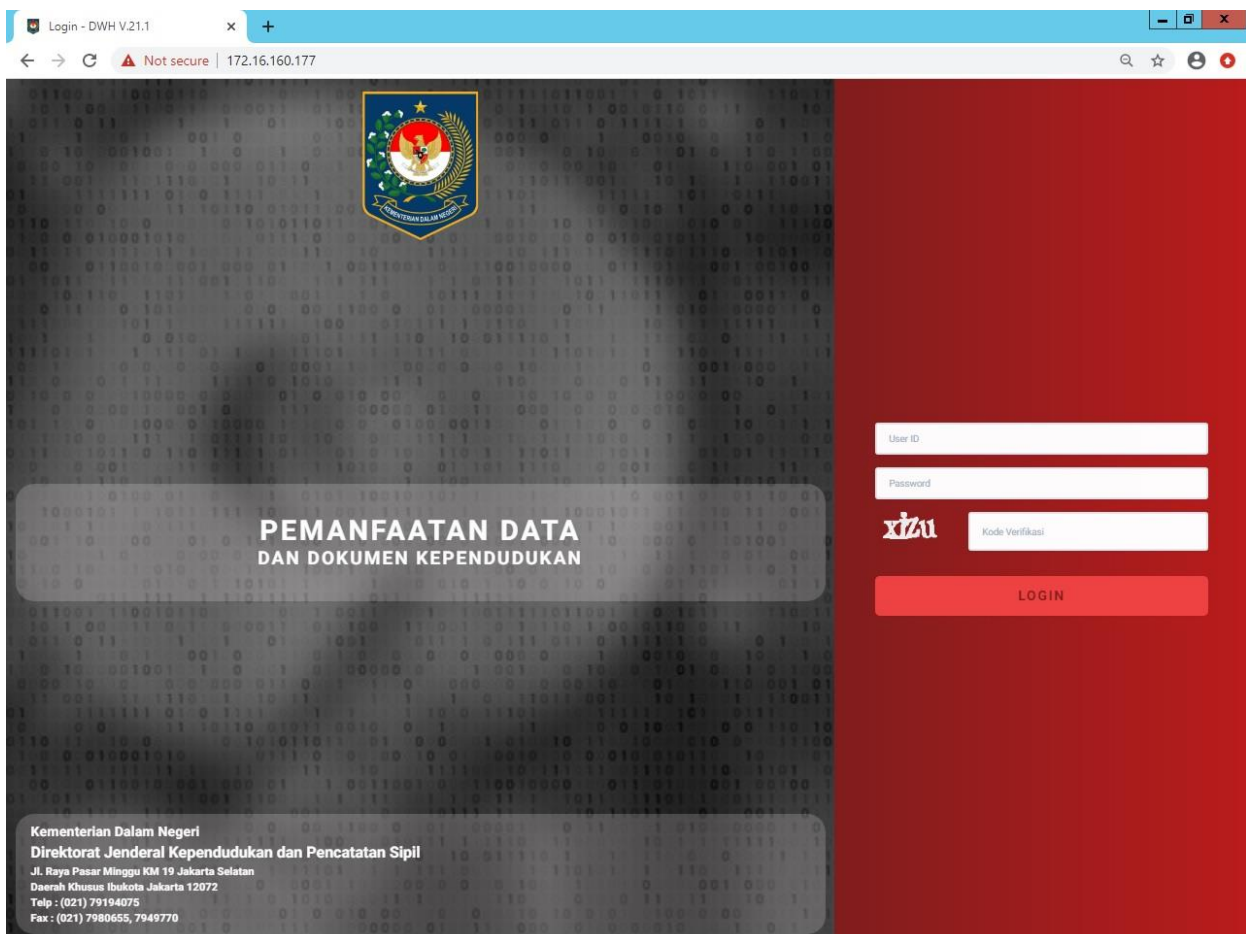 Login - DWH V.21.1
Not secure
172.16.160.177
KEMENTERIAN DALAM NEGERI
PEMANFAATAN DATA
DAN DOKUMEN KEPENDUDUKAN
User ID
Password
Kode Verifikasi
LOGIN
Kementerian Dalam Negeri
Direktorat Jenderal Kependudukan dan Pencatatan Sipil
Jl. Raya Pasar Minggu KM 19 Jakarta Selatan
Daerah Khusus Ibukota Jakarta 12072
Telp : (021) 79194075
Fax : (021) 7980655, 7949770